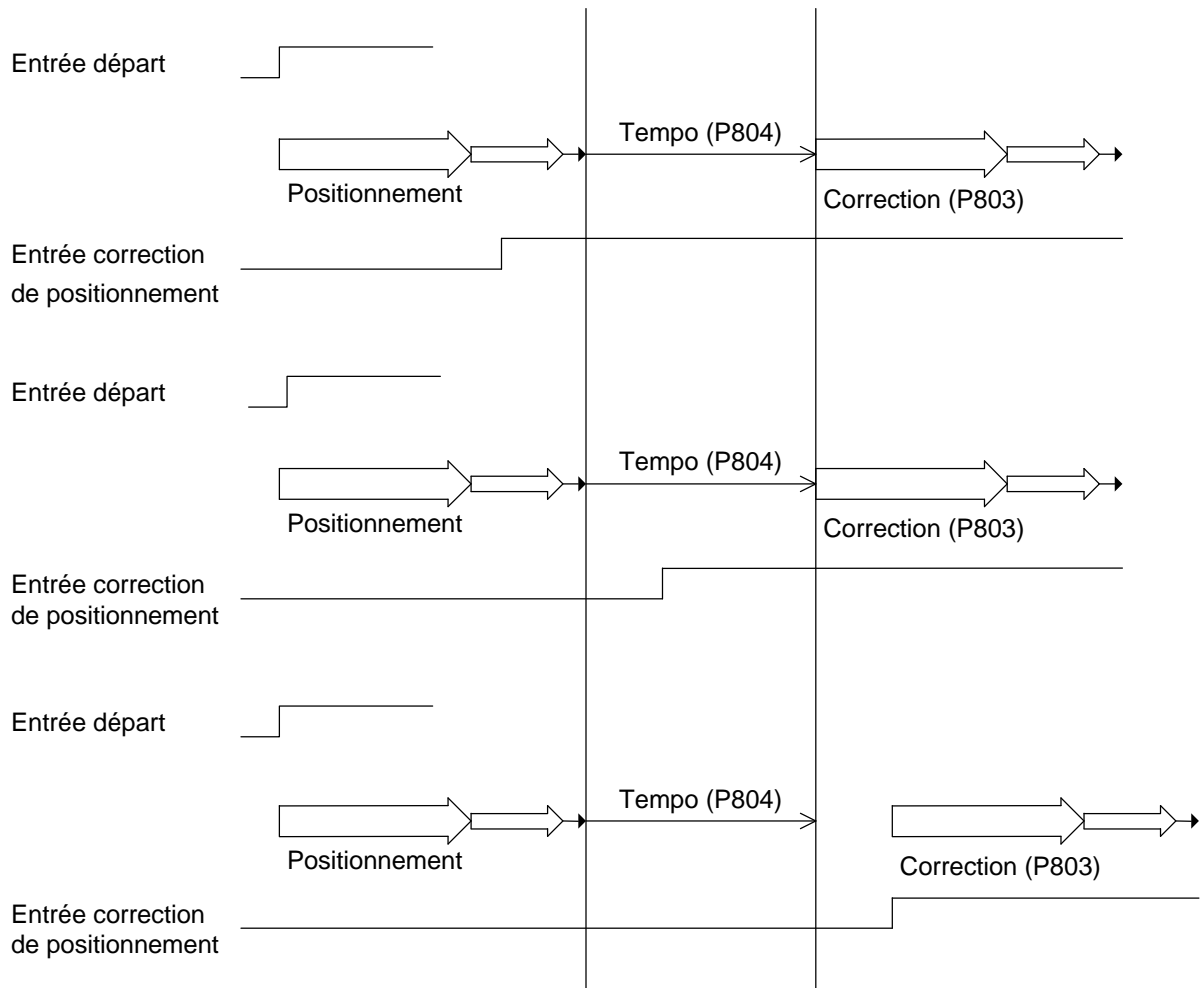 Entrée départ
Tempo (P804)
Positionnement
Correction (P803)
Entrée correction
de positionnement
Entrée départ
Tempo (P804)
Positionnement
Correction (P803)
Entrée correction
de positionnement
Entrée départ
Tempo (P804)
Positionnement
Correction (P803)
Entrée correction
de positionnement